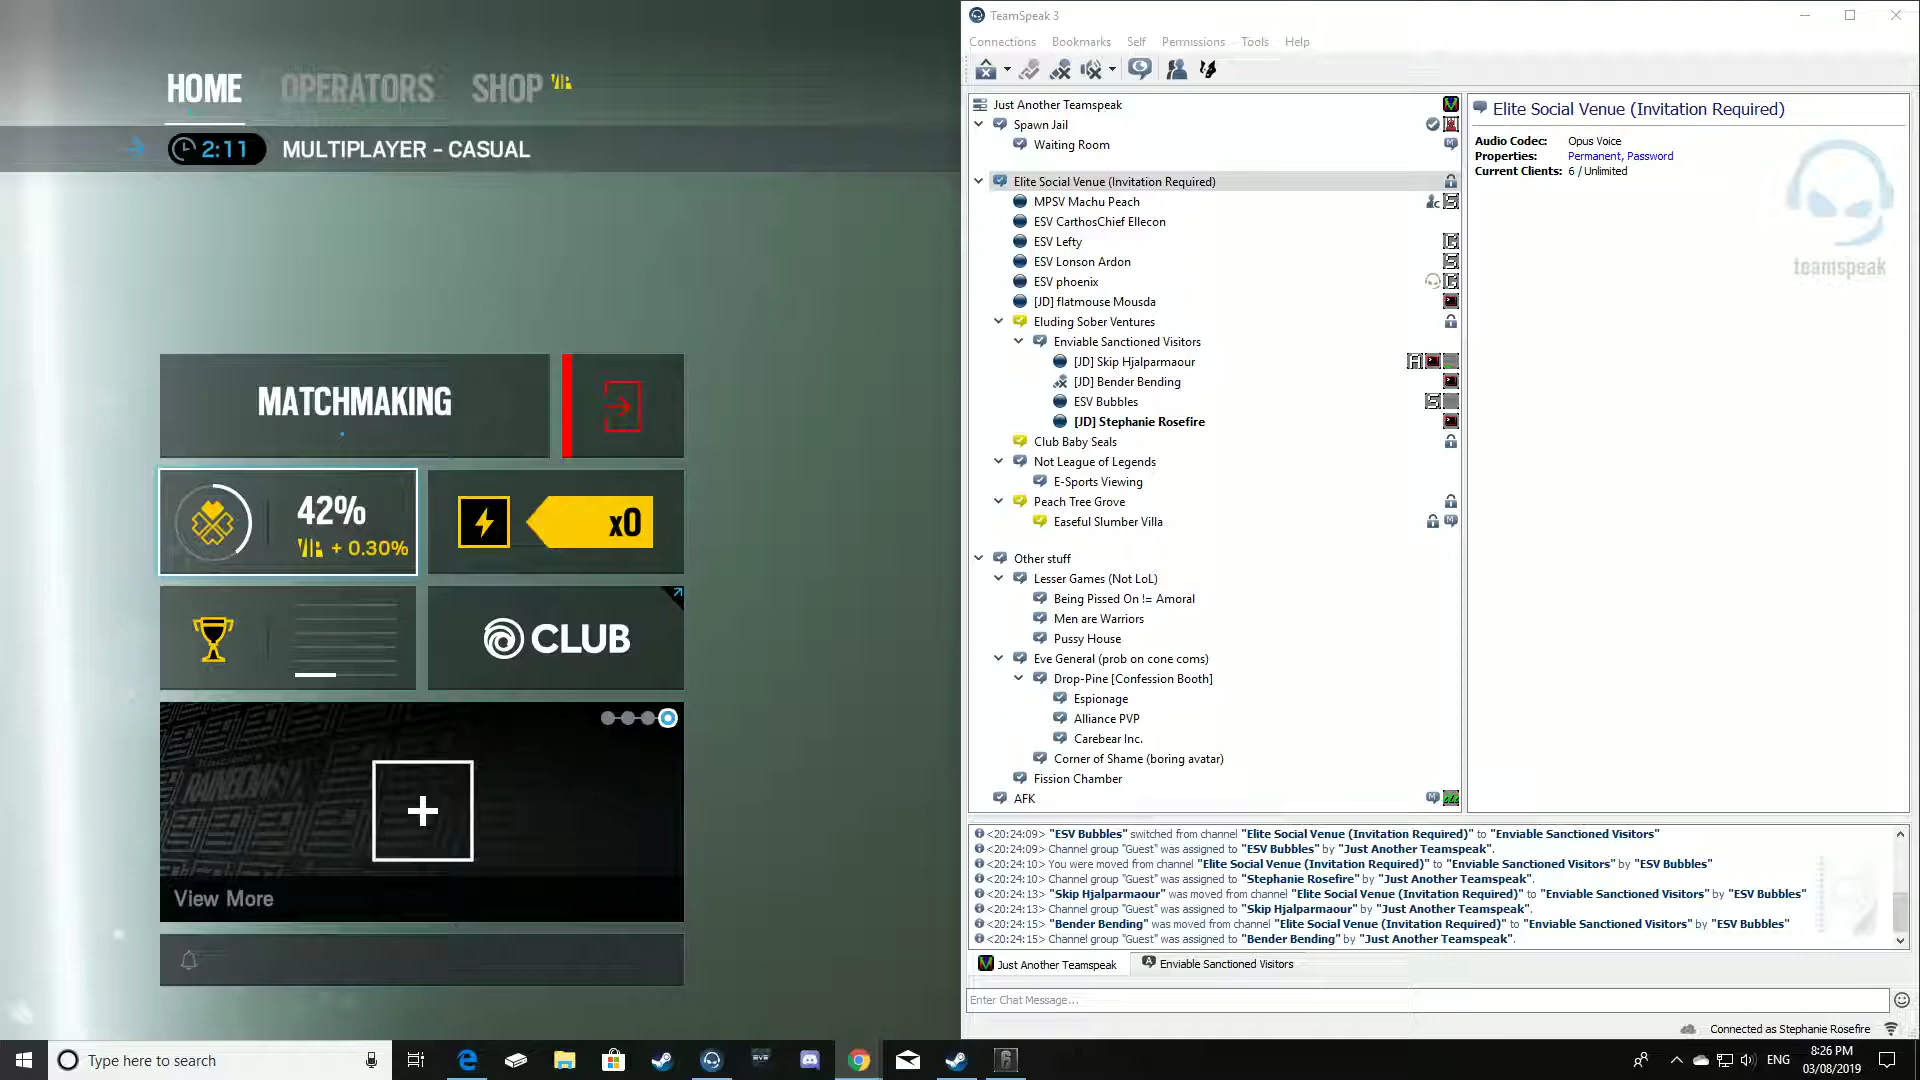 HOME OPERATORS SHOP
2:11 MULTIPLAYER - CASUAL
MATCHMAKING
42%
+ 0.30%
x0
CLUB
RAINBOW
View More
TeamSpeak 3
Connections Bookmarks Self Permissions Tools Help
Just Another Teamspeak
Spawn Jail
Waiting Room
Elite Social Venue (Invitation Required)
MPSV Machu Peach
ESV CarthosChief Ellecon
ESV Lefty
ESV Lonson Ardon
ESV phoenix
[JD] flatmouse Mousda
Eluding Sober Ventures
Enviable Sanctioned Visitors
[JD] Skip Hjalparmaour
[JD] Bender Bending
ESV Bubbles
[JD] Stephanie Rosefire
Club Baby Seals
Not League of Legends
E-Sports Viewing
Peach Tree Grove
Easeful Slumber Villa
Other stuff
Lesser Games (Not LoL)
Being Pissed On != Amoral
Men are Warriors
Pussy House
Eve General (prob on cone coms)
Drop-Pine [Confession Booth]
Espionage
Alliance PVP
Carebear Inc.
Corner of Shame (boring avatar)
Fission Chamber
AFK
Elite Social Venue (Invitation Required)
Audio Codec: Opus Voice
Properties: Permanent, Password
Current Clients: 6 / Unlimited
teamspeak
<20:24:09> "ESV Bubbles" switched from channel "Elite Social Venue (Invitation Required)" to "Enviable Sanctioned Visitors"
<20:24:09> Channel group "Guest" was assigned to "ESV Bubbles" by "Just Another Teamspeak".
<20:24:10> You were moved from channel "Elite Social Venue (Invitation Required)" to "Enviable Sanctioned Visitors" by "ESV Bubbles"
<20:24:10> Channel group "Guest" was assigned to "Stephanie Rosefire" by "Just Another Teamspeak".
<20:24:13> "Skip Hjalparmaour" was moved from channel "Elite Social Venue (Invitation Required)" to "Enviable Sanctioned Visitors" by "ESV Bubbles"
<20:24:13> Channel group "Guest" was assigned to "Skip Hjalparmaour" by "Just Another Teamspeak".
<20:24:15> "Bender Bending" was moved from channel "Elite Social Venue (Invitation Required)" to "Enviable Sanctioned Visitors" by "ESV Bubbles"
<20:24:15> Channel group "Guest" was assigned to "Bender Bending" by "Just Another Teamspeak".
Just Another Teamspeak Enviable Sanctioned Visitors
Enter Chat Message...
Connected as Stephanie Rosefire
Type here to search
EVE
ENG
8:26 PM
03/08/2019